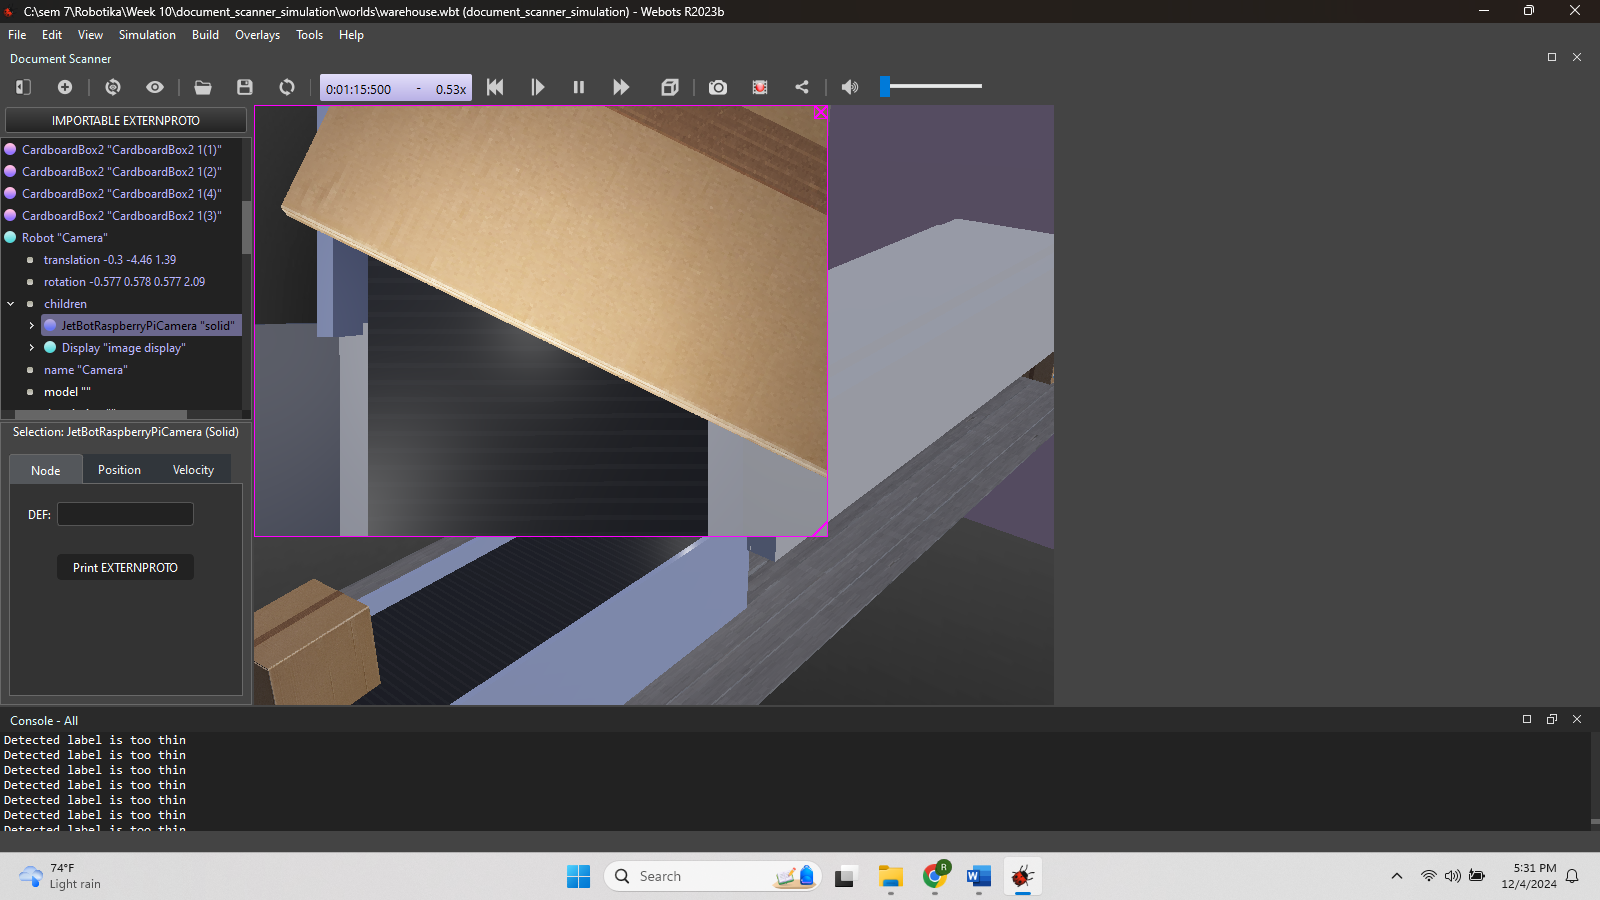 C:\sem 7\Robotika\Week 10\document_scanner_simulation\worlds\warehouse.wbt (document_scanner_simulation) - Webots R2023b
File Edit View Simulation Build Overlays Tools Help
Document Scanner
0:01:15:500 - 0.53x
IMPORTABLE EXTERNPROTO
CardboardBox2 "CardboardBox2 1(1)"
CardboardBox2 "CardboardBox2 1(2)"
CardboardBox2 "CardboardBox2 1(4)"
CardboardBox2 "CardboardBox2 1(3)"
Robot "Camera"
translation -0.3 -4.46 1.39
rotation -0.577 0.578 0.577 2.09
children
JetBotRaspberryPiCamera "solid"
Display "image display"
name "Camera"
model ""
Selection: JetBotRaspberryPiCamera (Solid)
Node Position Velocity
DEF:
Print EXTERNPROTO
Console - All
Detected label is too thin
Detected label is too thin
Detected label is too thin
Detected label is too thin
Detected label is too thin
Detected label is too thin
Detected label is too thin
74°F
Light rain
Search
R
5:31 PM
12/4/2024